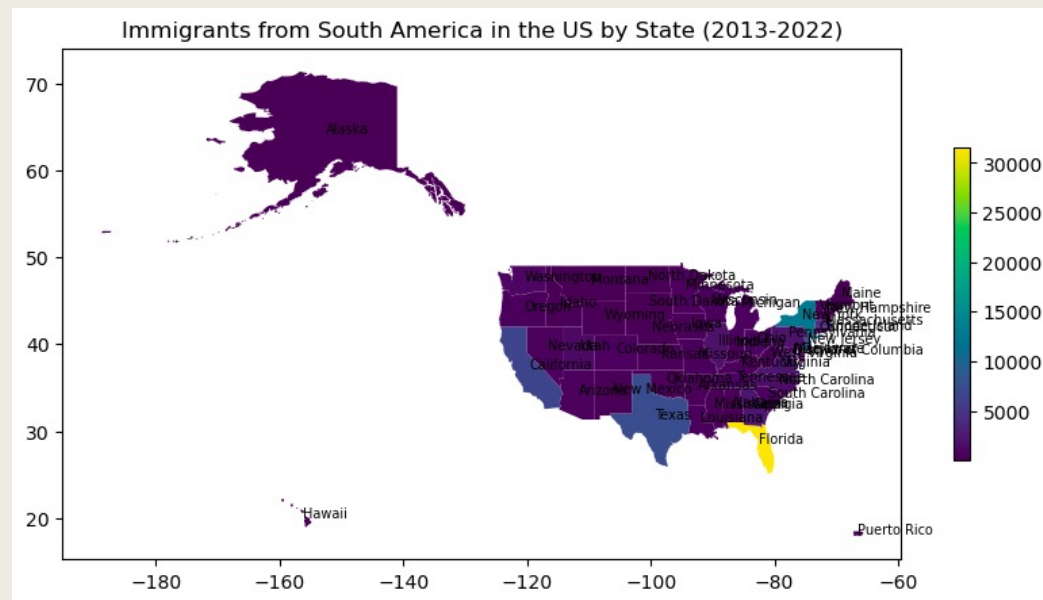 Immigrants from South America in the US by State (2013-2022)
70
60
50
40
30
20
−180
−160
−140
−120
−100
−80
−60
30000
25000
20000
15000
10000
5000
Alaska
Washington
Montana
North Dakota
Minnesota
Maine
Oregon
Idaho
South Dakota
Wisconsin
Michigan
Hampshire
Wyoming
New York
Massachusetts
Nebraska
Iowa
Pennsylvania
New Jersey
Nevada
Utah
Colorado
Illinois
Indiana
Columbia
California
Kansas
Missouri
Kentucky
Virginia
Arizona
New Mexico
Oklahoma
Arkansas
Tennessee
North Carolina
South Carolina
Texas
Louisiana
Georgia
Florida
Hawaii
Puerto Rico